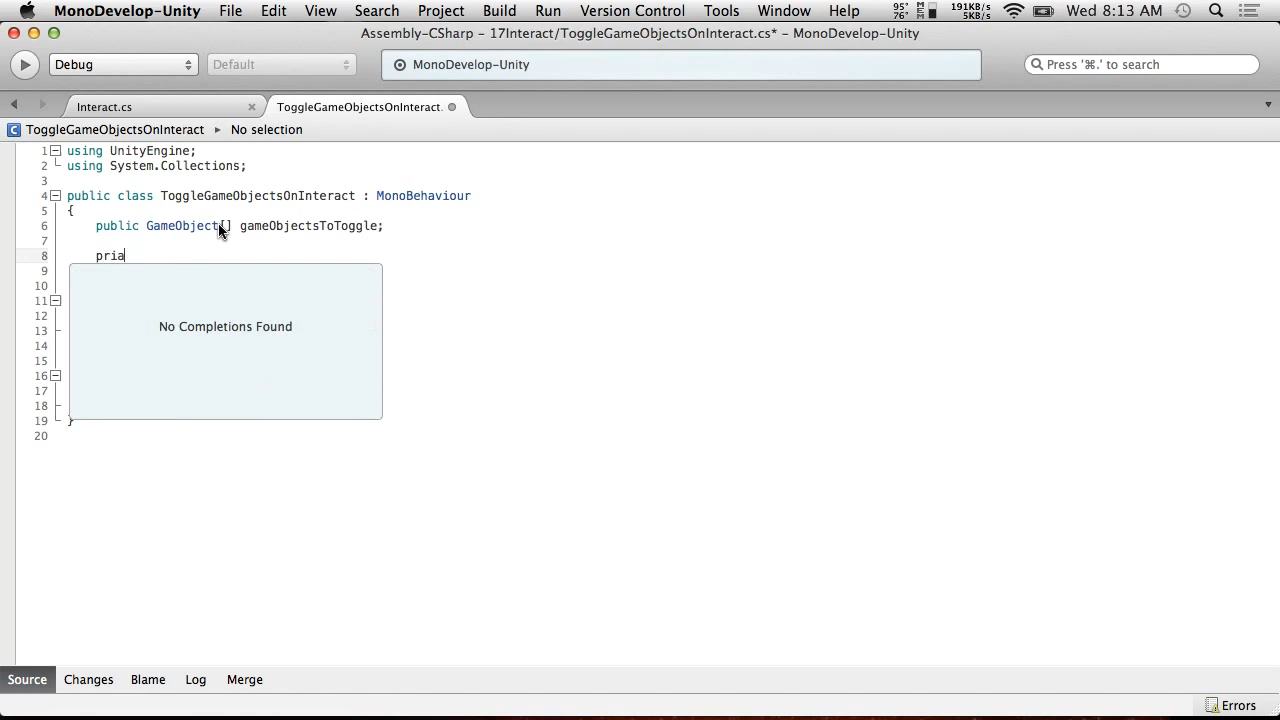 MonoDevelop-Unity File Edit View Search Project Build Run Version Control Tools Window Help 95° 76° 191KB/s 5KB/s Wed 8:13 AM
Assembly-CSharp – 17Interact/ToggleGameObjectsOnInteract.cs* – MonoDevelop-Unity
Debug Default MonoDevelop-Unity Press '⌘.' to search
Interact.cs ToggleGameObjectsOnInteract.
ToggleGameObjectsOnInteract No selection
1 using UnityEngine;
2 using System.Collections;
3
4 public class ToggleGameObjectsOnInteract : MonoBehaviour
5 {
6 public GameObject[] gameObjectsToToggle;
7
8 pria
9
10
11
12
No Completions Found
13
14
15
16
17
18
19 }
20
Source Changes Blame Log Merge
Errors